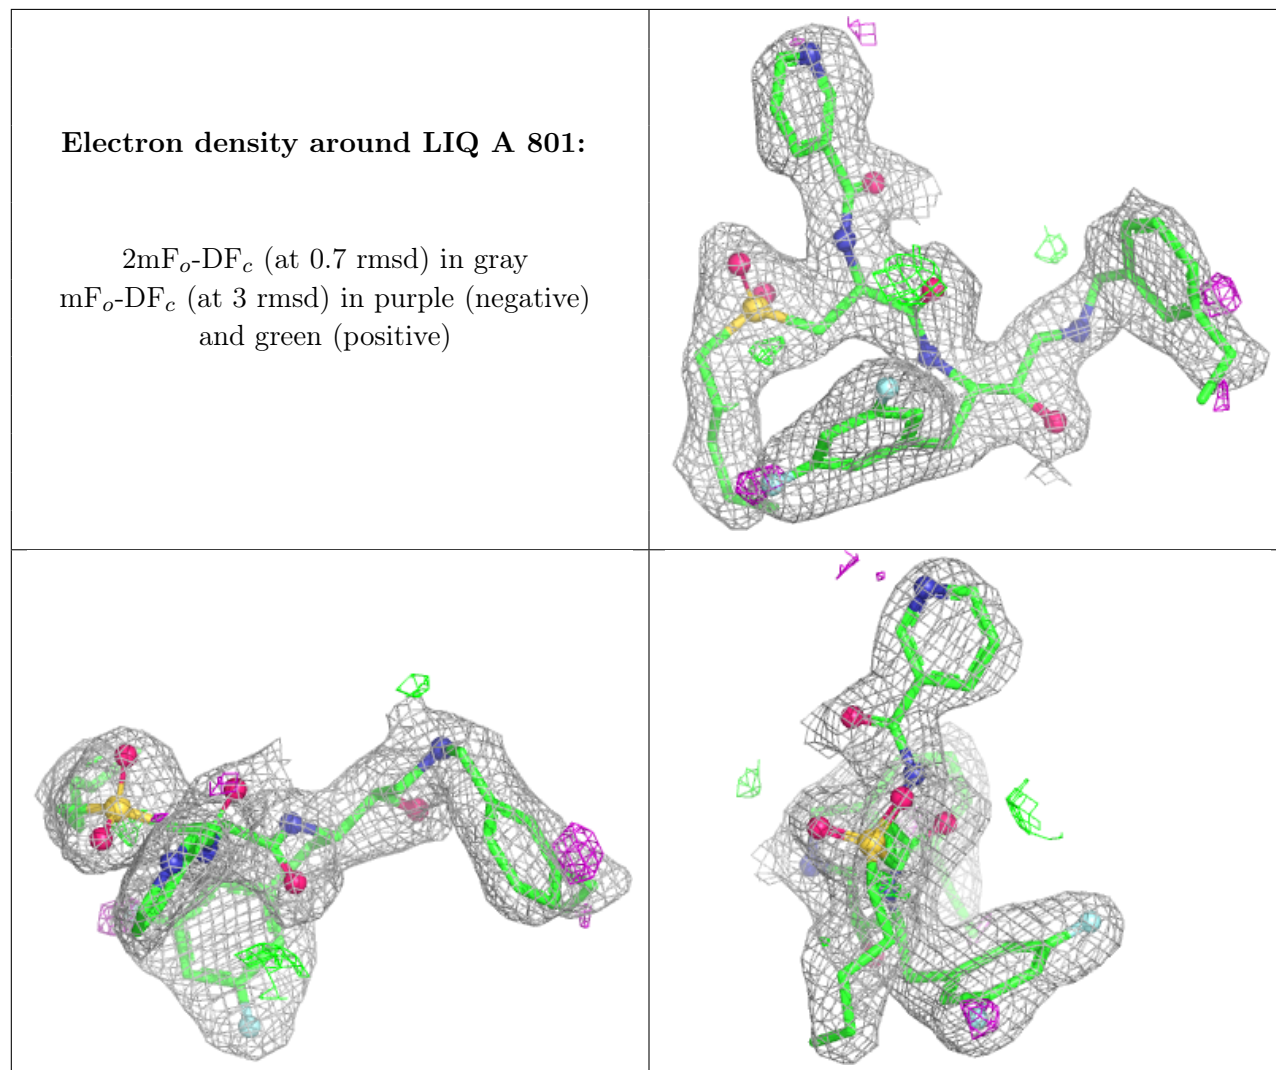 Electron density around LIQ A 801:
2mFₒ-DF𝒸 (at 0.7 rmsd) in gray
mFₒ-DF𝒸 (at 3 rmsd) in purple (negative)
and green (positive)